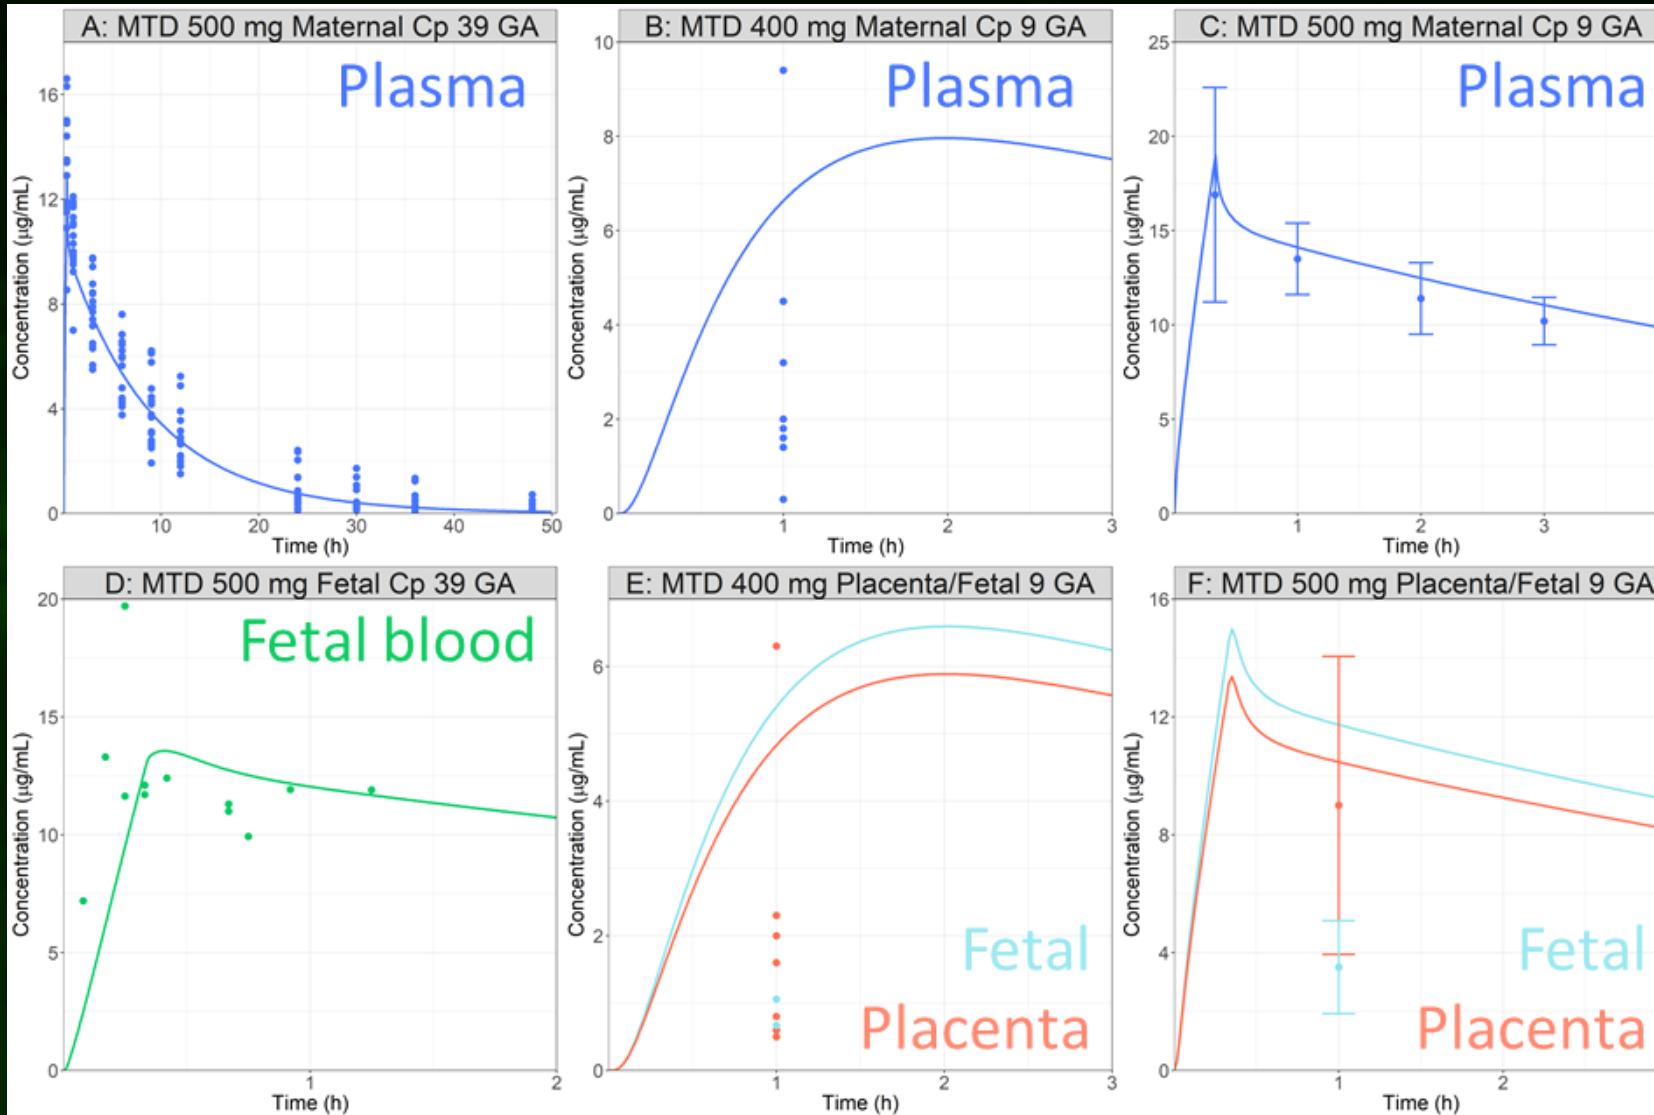 A: MTD 500 mg Maternal Cp 39 GA
Plasma
Concentration (µg/mL)
16
12
8
4
0
10
20
30
40
50
Time (h)
B: MTD 400 mg Maternal Cp 9 GA
Plasma
Concentration (µg/mL)
10
8
6
4
2
0
1
2
3
Time (h)
C: MTD 500 mg Maternal Cp 9 GA
Plasma
Concentration (µg/mL)
25
20
15
10
5
0
1
2
3
Time (h)
D: MTD 500 mg Fetal Cp 39 GA
Fetal blood
Concentration (µg/mL)
20
15
10
5
0
1
2
Time (h)
E: MTD 400 mg Placenta/Fetal 9 GA
Concentration (µg/mL)
6
4
2
0
Fetal
Placenta
1
2
3
Time (h)
F: MTD 500 mg Placenta/Fetal 9 GA
Concentration (µg/mL)
16
12
8
4
0
Fetal
Placenta
1
2
Time (h)